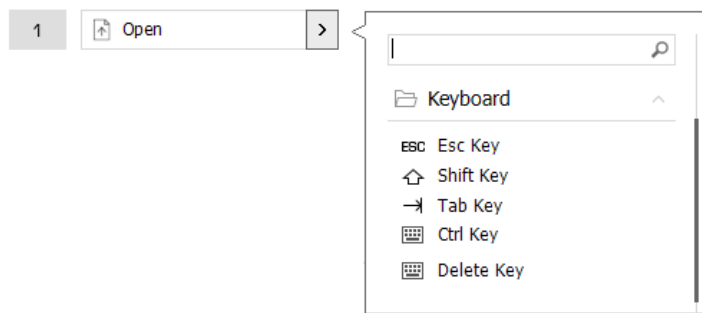 1 Open
Keyboard
ESC Esc Key
Shift Key
Tab Key
Ctrl Key
Delete Key